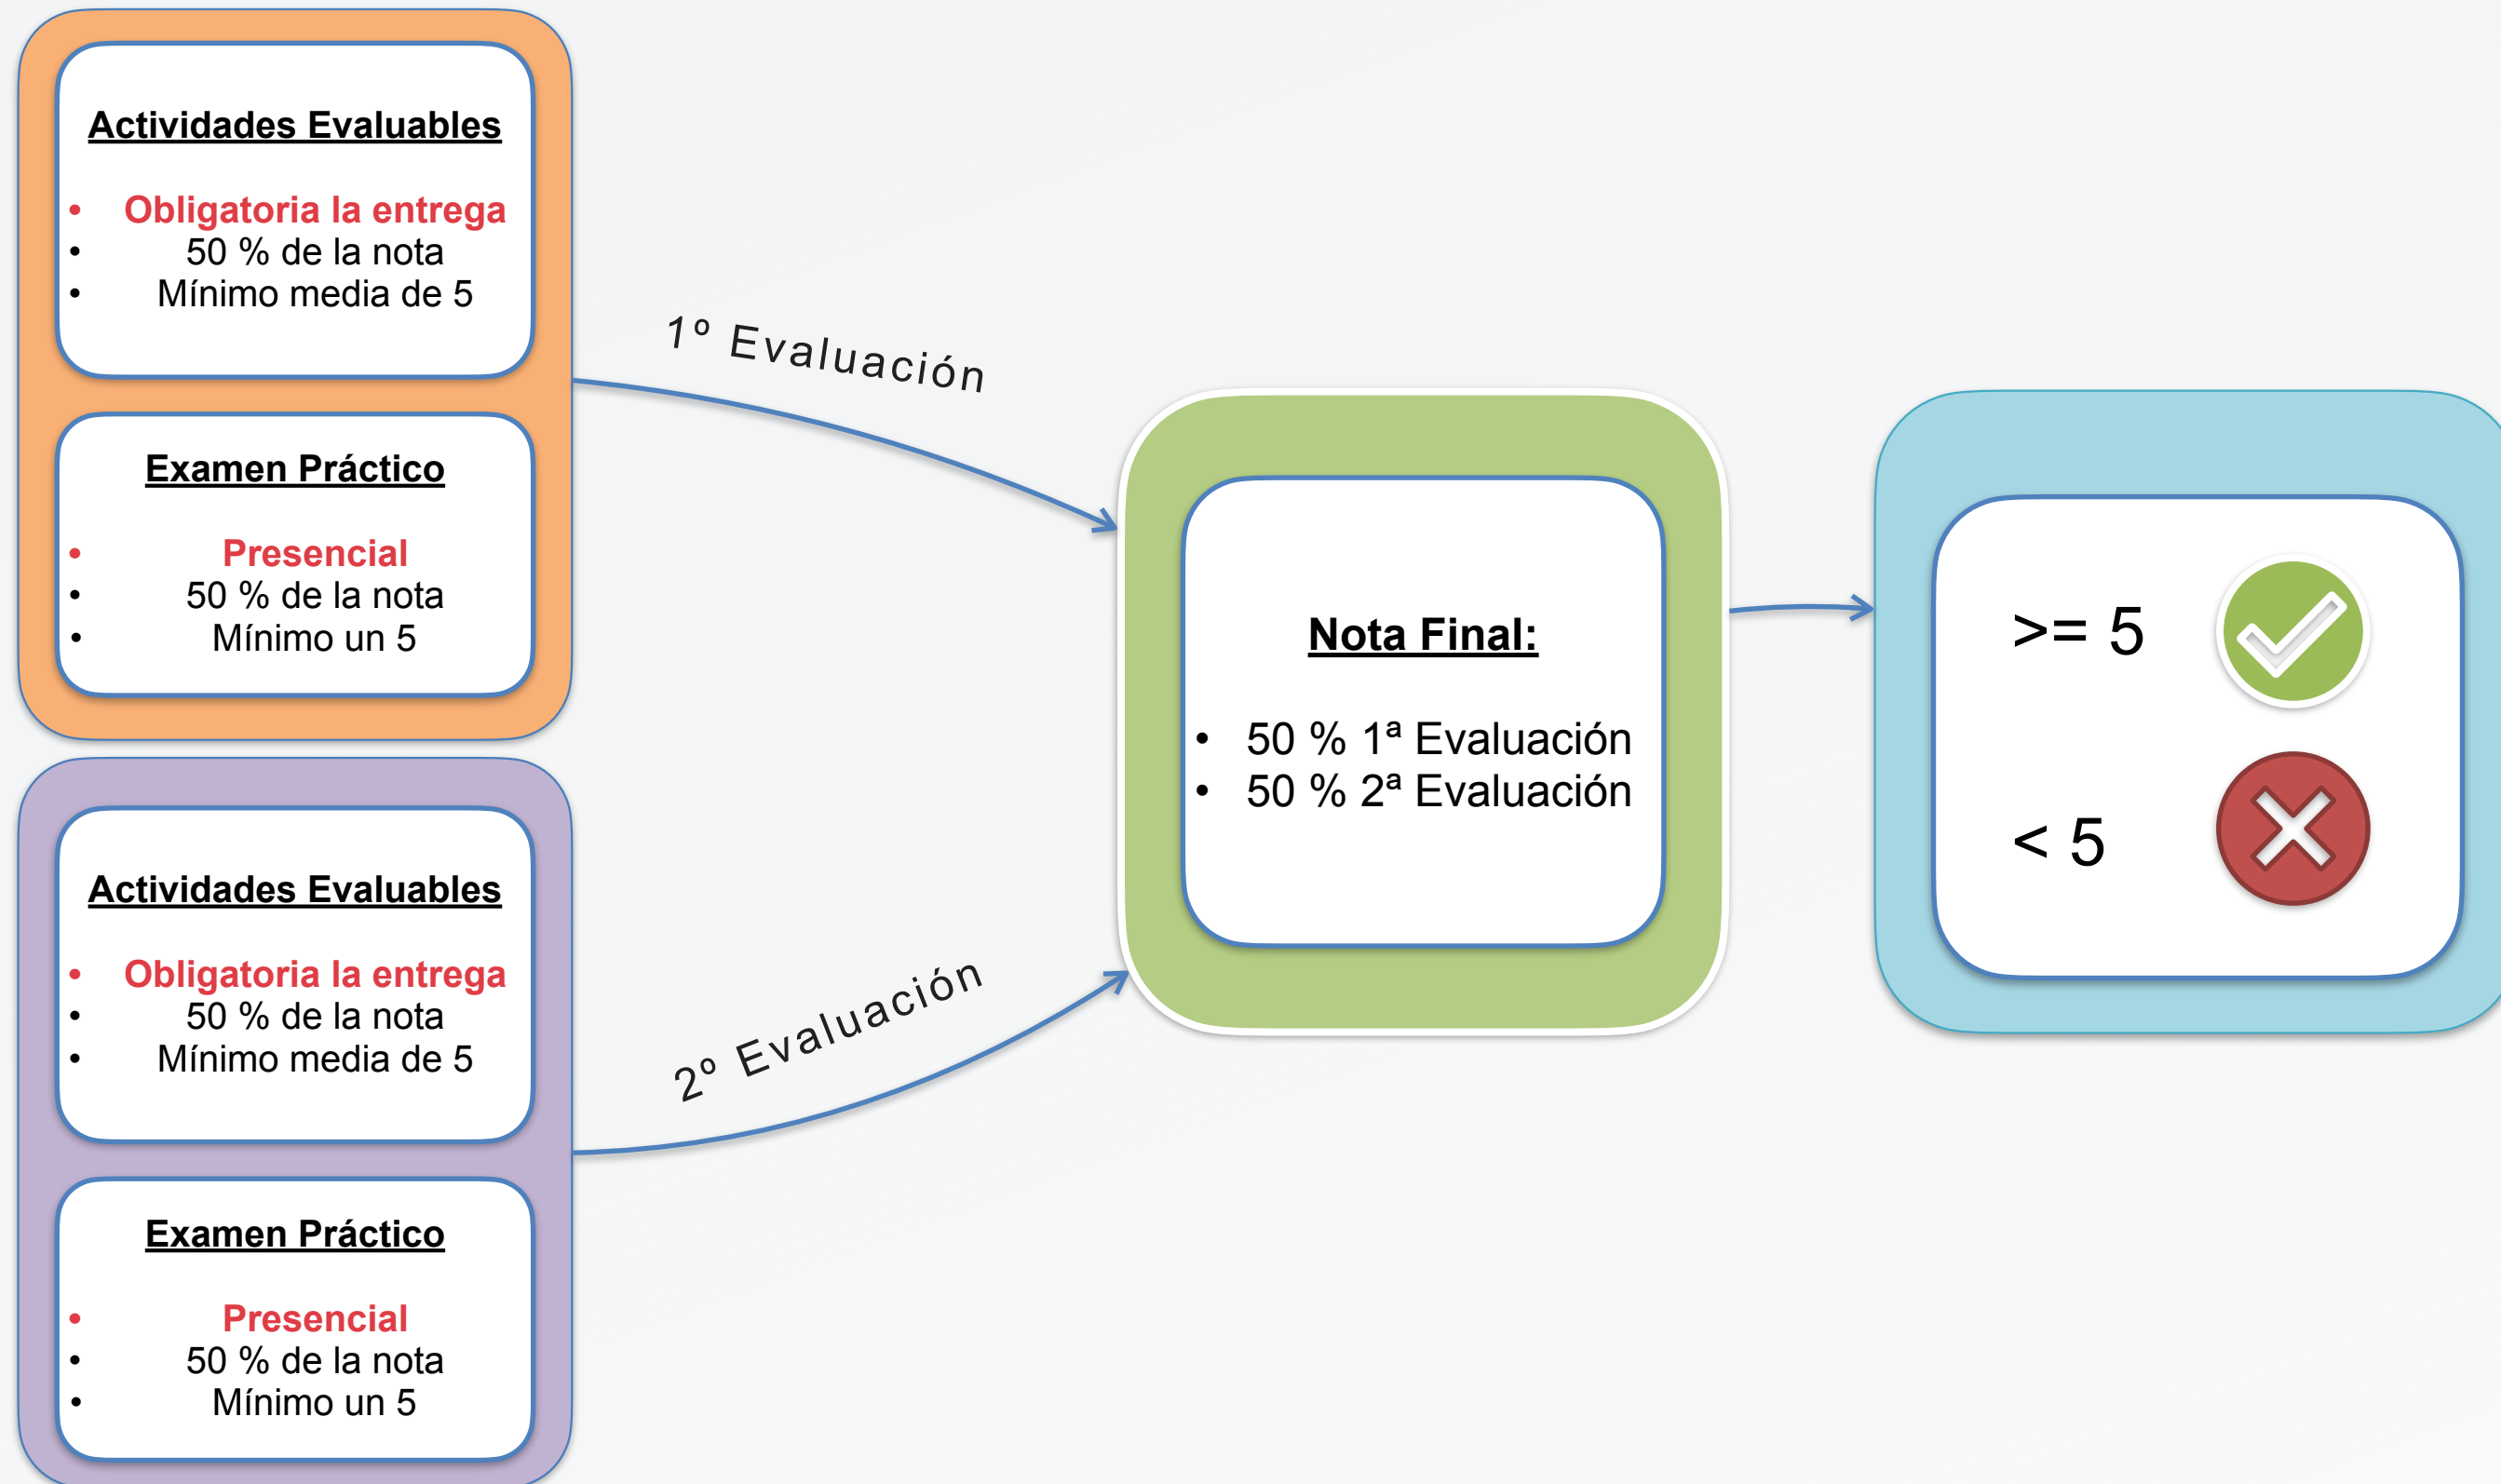 Actividades Evaluables
• Obligatoria la entrega
• 50 % de la nota
• Mínimo media de 5
Examen Práctico
• Presencial
• 50 % de la nota
• Mínimo un 5
1º Evaluación
Actividades Evaluables
• Obligatoria la entrega
• 50 % de la nota
• Mínimo media de 5
Examen Práctico
• Presencial
• 50 % de la nota
• Mínimo un 5
2º Evaluación
Nota Final:
• 50 % 1ª Evaluación
• 50 % 2ª Evaluación
>= 5
< 5